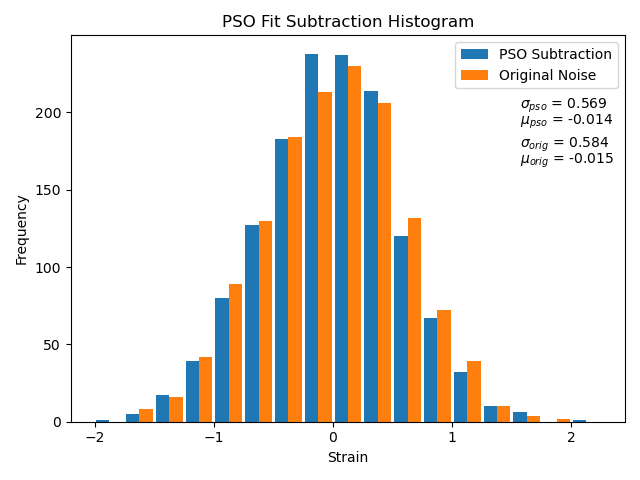 PSO Fit Subtraction Histogram
PSO Subtraction
Original Noise
σpso = 0.569
μpso = -0.014
σorig = 0.584
μorig = -0.015
Frequency
200
150
100
50
0
−2
−1
0
1
2
Strain